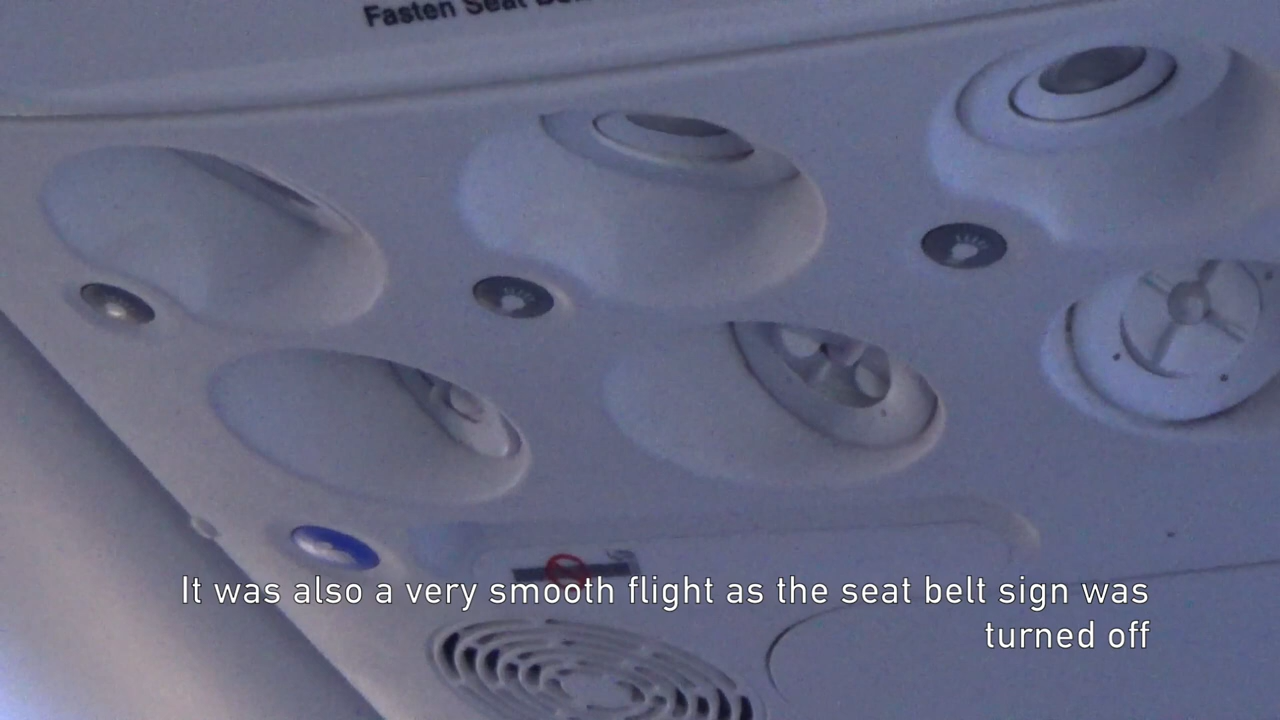 Fasten Seat
It was also a very smooth flight as the seat belt sign was
turned off